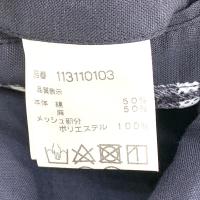 品番 113110103
品質表示
本体 綿 50%
麻 50%
メッシュ部分
ポリエステル 100%